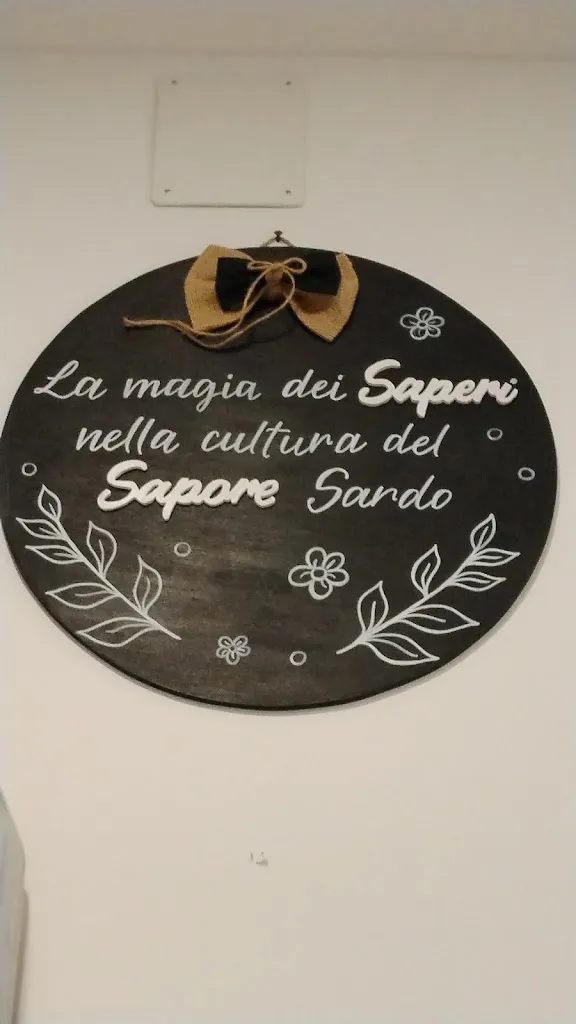 La magia dei Saperi
nella cultura del
Sapore Sardo